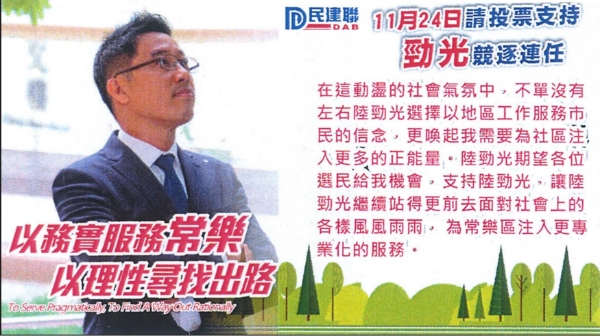 民建聯
DAB
11月24日請投票支持
勁光競逐連任
在這動盪的社會氣氛中，不單沒有
左右陸勁光選擇以地區工作服務市
民的信念，更喚起我需要為社區注
入更多的正能量。陸勁光期望各位
選民給我機會，支持陸勁光，讓陸
勁光繼續站得更前去面對社會上的
各樣風風雨雨，為常樂區注入更專
業化的服務。
以務實服務常樂
以理性尋找出路
To Serve Pragmatically, To Find A Way Out Rationally